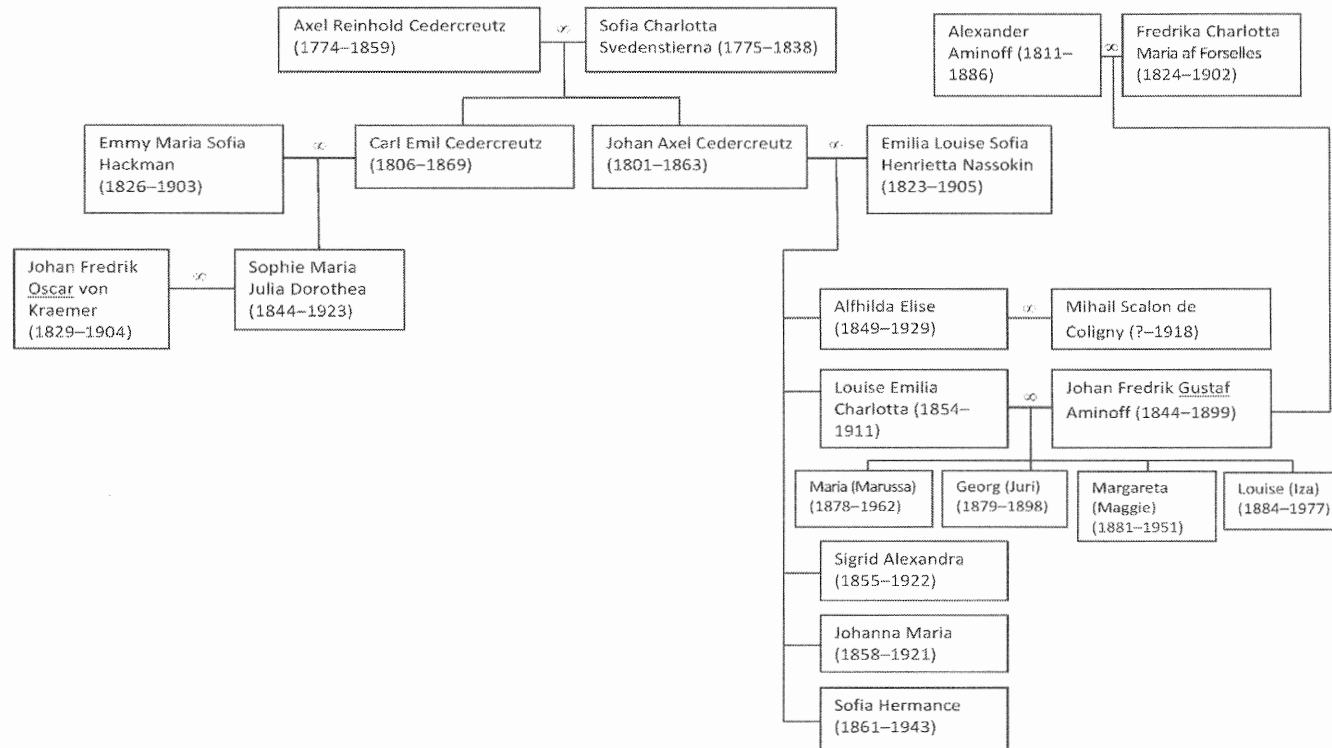 Axel Reinhold Cedercreutz
(1774–1859)
∞
Sofia Charlotta
Svedenstierna (1775–1838)
Alexander
Aminoff (1811–
1886)
∞
Fredrika Charlotta
Maria af Forselles
(1824–1902)
Emmy Maria Sofia
Hackman
(1826–1903)
∞
Carl Emil Cedercreutz
(1806–1869)
Johan Axel Cedercreutz
(1801–1863)
∞
Emilia Louise Sofia
Henrietta Nassokin
(1823–1905)
Johan Fredrik
Oscar von
Kraemer
(1829–1904)
∞
Sophie Maria
Julia Dorothea
(1844–1923)
Alfhilda Elise
(1849–1929)
∞
Mihail Scalon de
Coligny (?–1918)
Louise Emilia
Charlotta (1854–
1911)
∞
Johan Fredrik Gustaf
Aminoff (1844–1899)
Maria (Marussa)
(1878–1962)
Georg (Juri)
(1879–1898)
Margareta
(Maggie)
(1881–1951)
Louise (Iza)
(1884–1977)
Sigrid Alexandra
(1855–1922)
Johanna Maria
(1858–1921)
Sofia Hermance
(1861–1943)